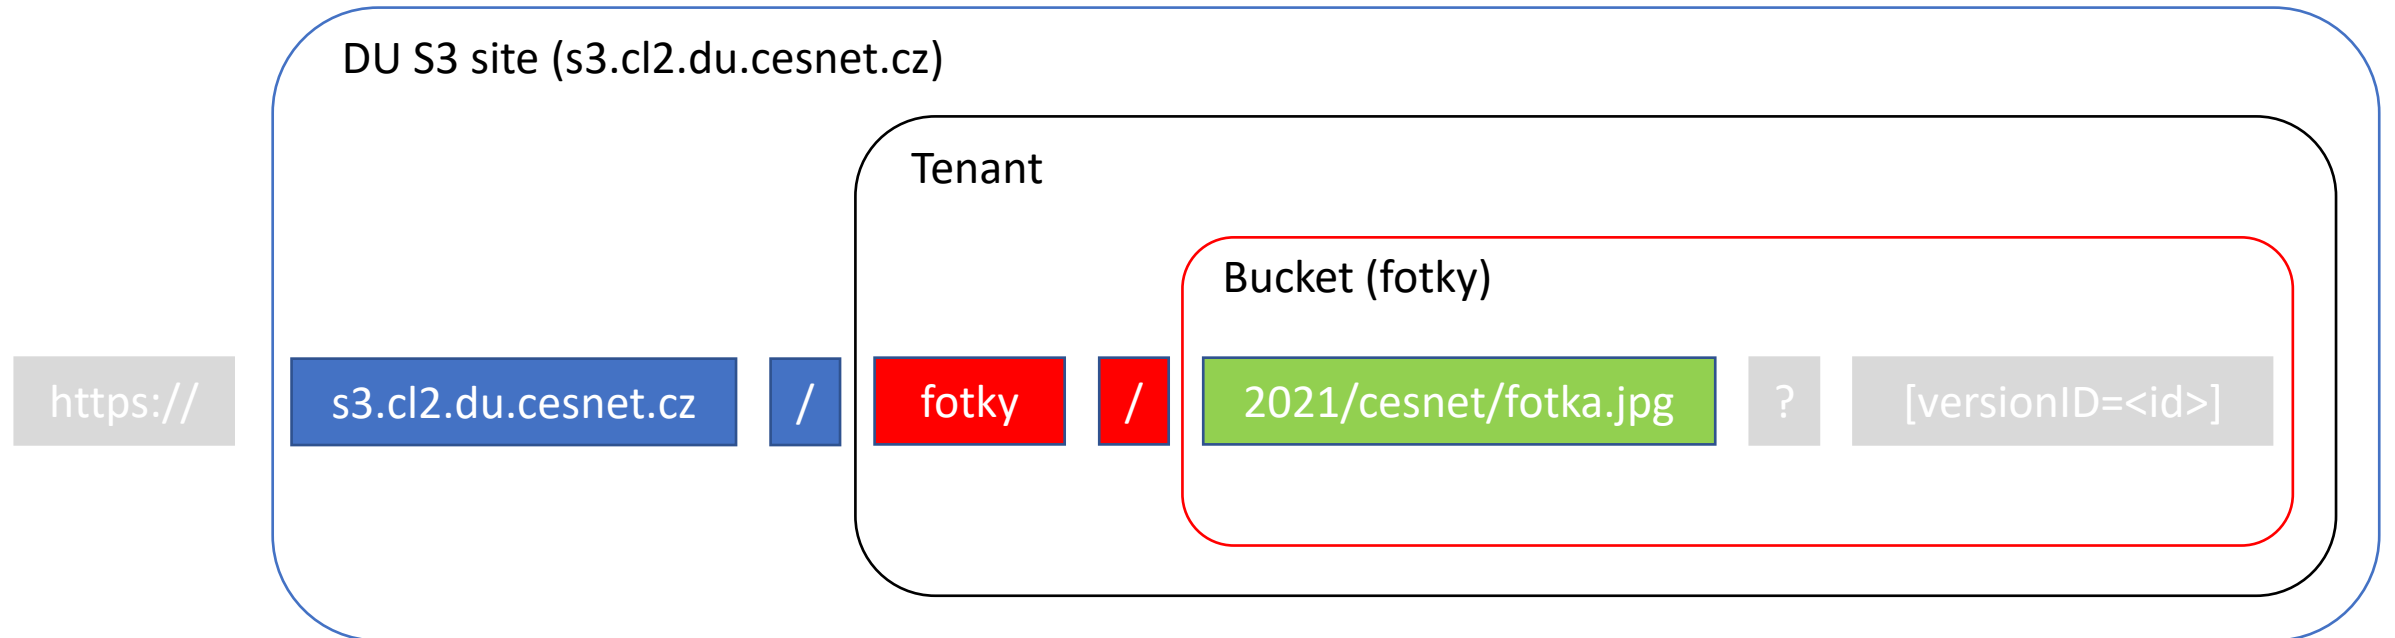 DU S3 site (s3.cl2.du.cesnet.cz)
Tenant
Bucket (fotky)
https:// s3.cl2.du.cesnet.cz / fotky / 2021/cesnet/fotka.jpg ? [versionID=<id>]